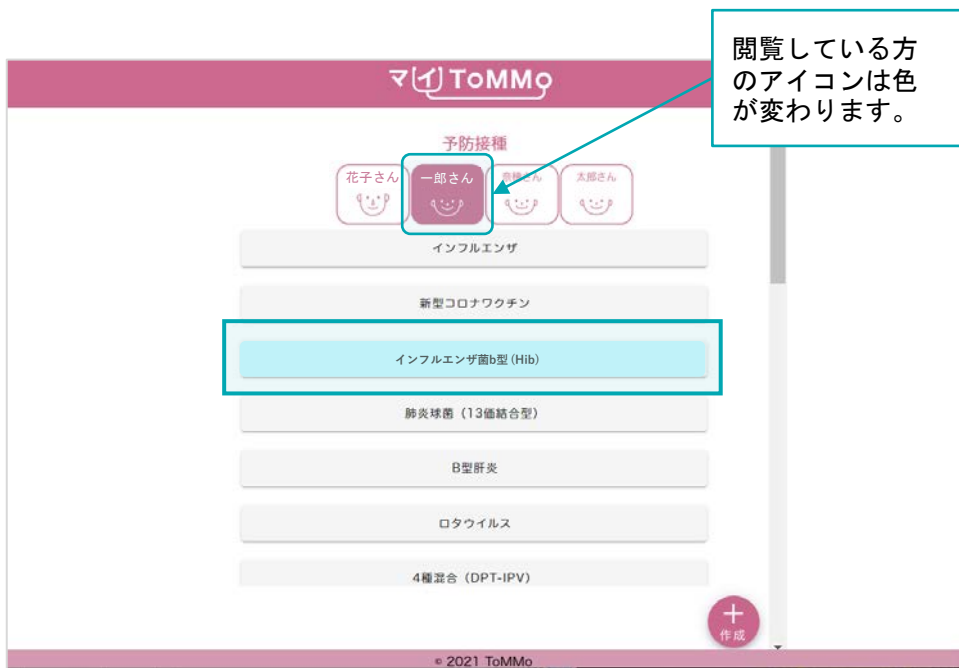 閲覧している方
のアイコンは色
が変わります。
マイ ToMMo
予防接種
花子さん 一郎さん 奈穂さん 太郎さん
インフルエンザ
新型コロナワクチン
インフルエンザ菌b型(Hib)
肺炎球菌（13価結合型）
B型肝炎
ロタウイルス
4種混合（DPT-IPV）
作成
© 2021 ToMMo